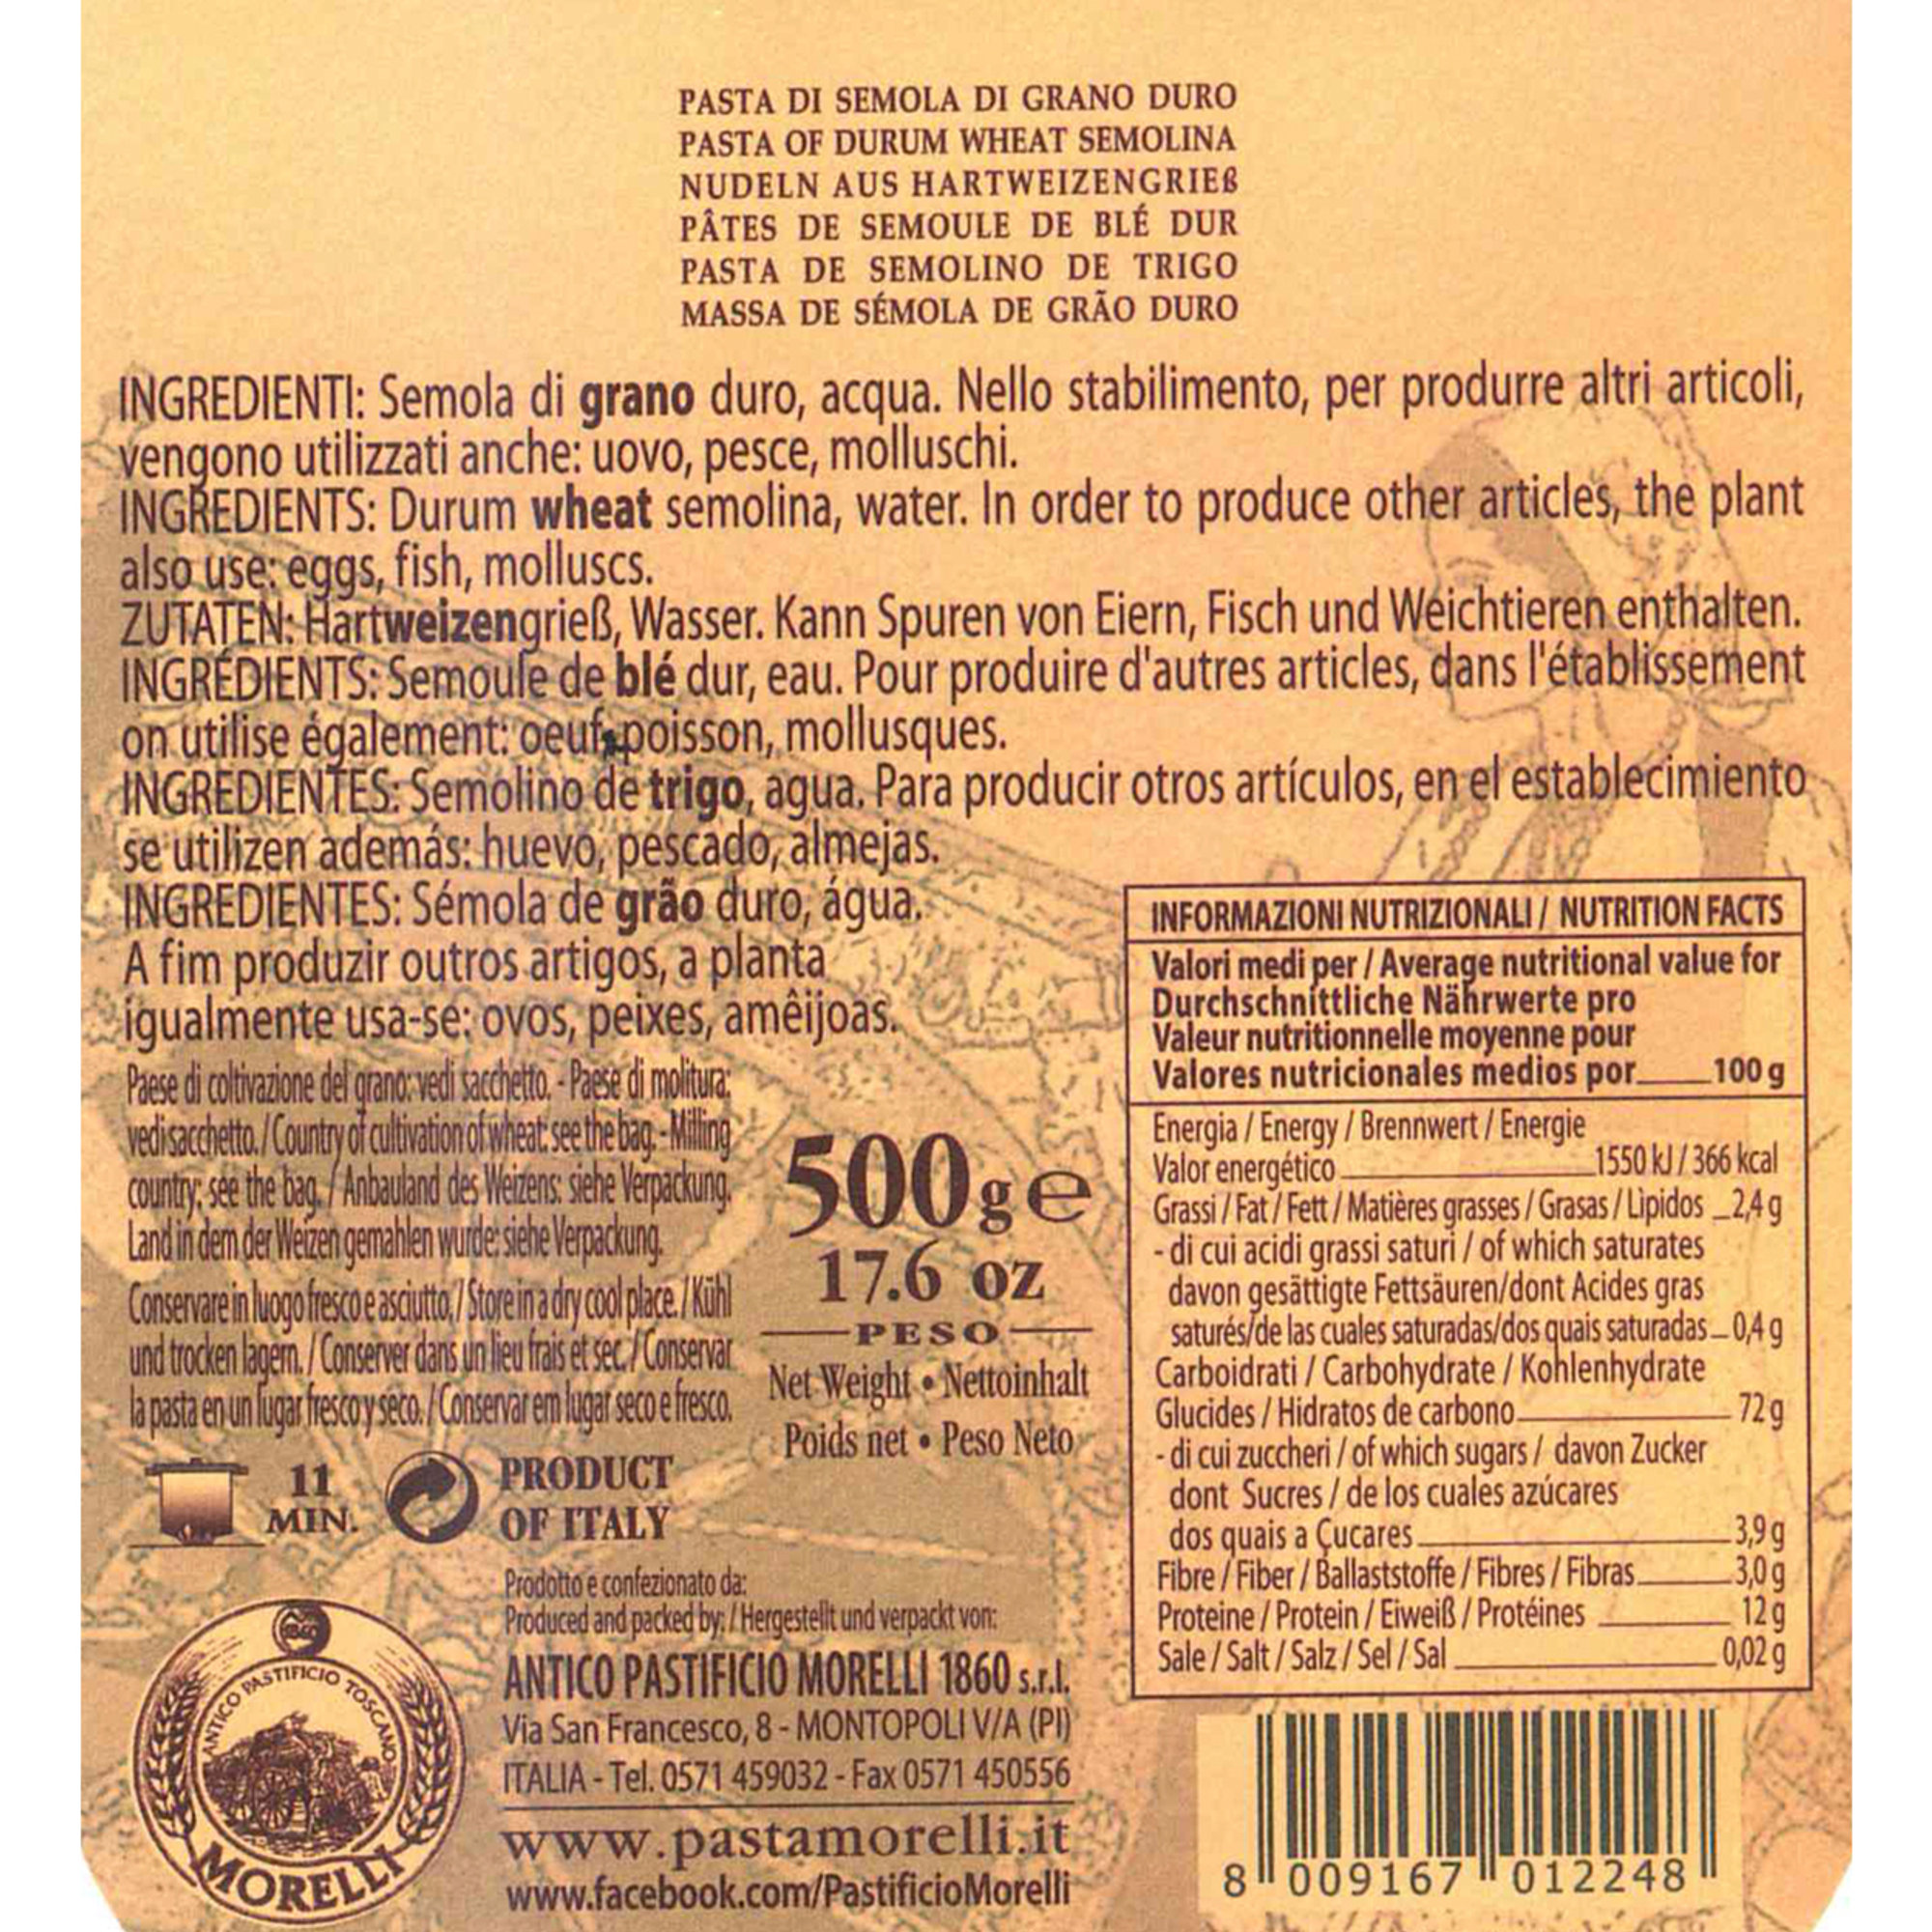 PASTA DI SEMOLA DI GRANO DURO
PASTA OF DURUM WHEAT SEMOLINA
NUDELN AUS HARTWEIZENGRIEß
PÂTES DE SEMOULE DE BLÉ DUR
PASTA DE SEMOLINO DE TRIGO
MASSA DE SÉMOLA DE GRÃO DURO
INGREDIENTI: Semola di grano duro, acqua. Nello stabilimento, per produrre altri articoli,
vengono utilizzati anche: uovo, pesce, molluschi.
INGREDIENTS: Durum wheat semolina, water. In order to produce other articles, the plant
also use: eggs, fish, molluscs.
ZUTATEN: Hartweizengrieß, Wasser. Kann Spuren von Eiern, Fisch und Weichtieren enthalten.
INGRÉDIENTS: Semoule de blé dur, eau. Pour produire d'autres articles, dans l'établissement
on utilise également: oeuf, poisson, mollusques.
INGREDIENTES: Semolino de trigo, agua. Para producir otros artículos, en el establecimiento
se utilizen además: huevo, pescado, almejas.
INGREDIENTES: Sémola de grão duro, água.
A fim produzir outros artigos, a planta
igualmente usa-se: ovos, peixes, amêijoas.
Paese di coltivazione del grano: vedi sacchetto. - Paese di molitura:
vedi sacchetto. / Country of cultivation of wheat: see the bag. - Milling
country: see the bag. / Anbauland des Weizens: siehe Verpackung.
Land in dem der Weizen gemahlen wurde: siehe Verpackung.
Conservare in luogo fresco e asciutto. / Store in a dry cool place. / Kühl
und trocken lagern. / Conserver dans un lieu frais et sec. / Conservar
la pasta en un lugar fresco y seco. / Conservar em lugar seco e fresco.
11
MIN.
PRODUCT
OF ITALY
500 g e
17.6 oz
PESO
Net Weight • Nettoinhalt
Poids net • Peso Neto
INFORMAZIONI NUTRIZIONALI / NUTRITION FACTS
Valori medi per / Average nutritional value for
Durchschnittliche Nährwerte pro
Valeur nutritionnelle moyenne pour
Valores nutricionales medios por 100 g
Energia / Energy / Brennwert / Energie
Valor energético 1550 kJ / 366 kcal
Grassi / Fat / Fett / Matières grasses / Grasas / Lìpidos 2,4 g
- di cui acidi grassi saturi / of which saturates
davon gesättigte Fettsäuren/dont Acides gras
saturés/de las cuales saturadas/dos quais saturadas 0,4 g
Carboidrati / Carbohydrate / Kohlenhydrate
Glucides / Hidratos de carbono 72 g
- di cui zuccheri / of which sugars / davon Zucker
dont Sucres / de los cuales azúcares
dos quais a Çucares 3,9 g
Fibre / Fiber / Ballaststoffe / Fibres / Fibras 3,0 g
Proteine / Protein / Eiweiß / Protéines 12 g
Sale / Salt / Salz / Sel / Sal 0,02 g
Prodotto e confezionato da:
Produced and packed by: / Hergestellt und verpackt von:
ANTICO PASTIFICIO MORELLI 1860 s.r.l.
Via San Francesco, 8 - MONTOPOLI V/A (PI)
ITALIA - Tel. 0571 459032 - Fax 0571 450556
www.pastamorelli.it
www.facebook.com/PastificioMorelli
1860
ANTICO PASTIFICIO TOSCANO
MORELLI
8 009167 012248